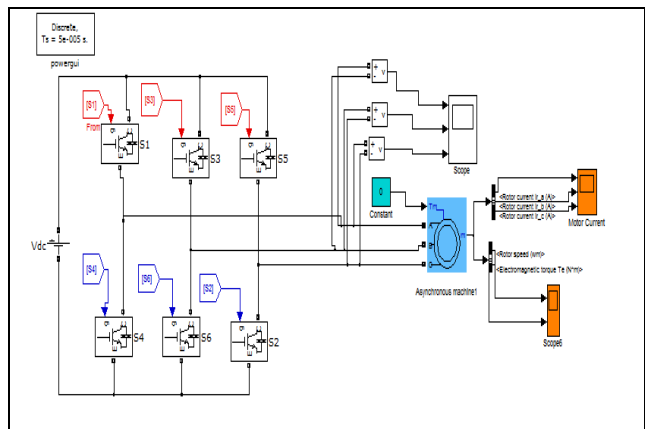 Discrete,
Ts = 5e-005 s.
powergui
[S1]
[S3]
[S5]
From
S1
S3
S5
Vdc
[S4]
[S6]
[S2]
S4
S6
S2
+
-
v
+
-
v
+
-
v
Scope
0
Constant
Tm
A
B
C
m
Asynchronous machine1
<Rotor current ir_a (A)>
<Rotor current ir_b (A)>
<Rotor current ir_c (A)>
Motor Current
<Rotor speed (wm)>
<Electromagnetic torque Te (N*m)>
Scope6